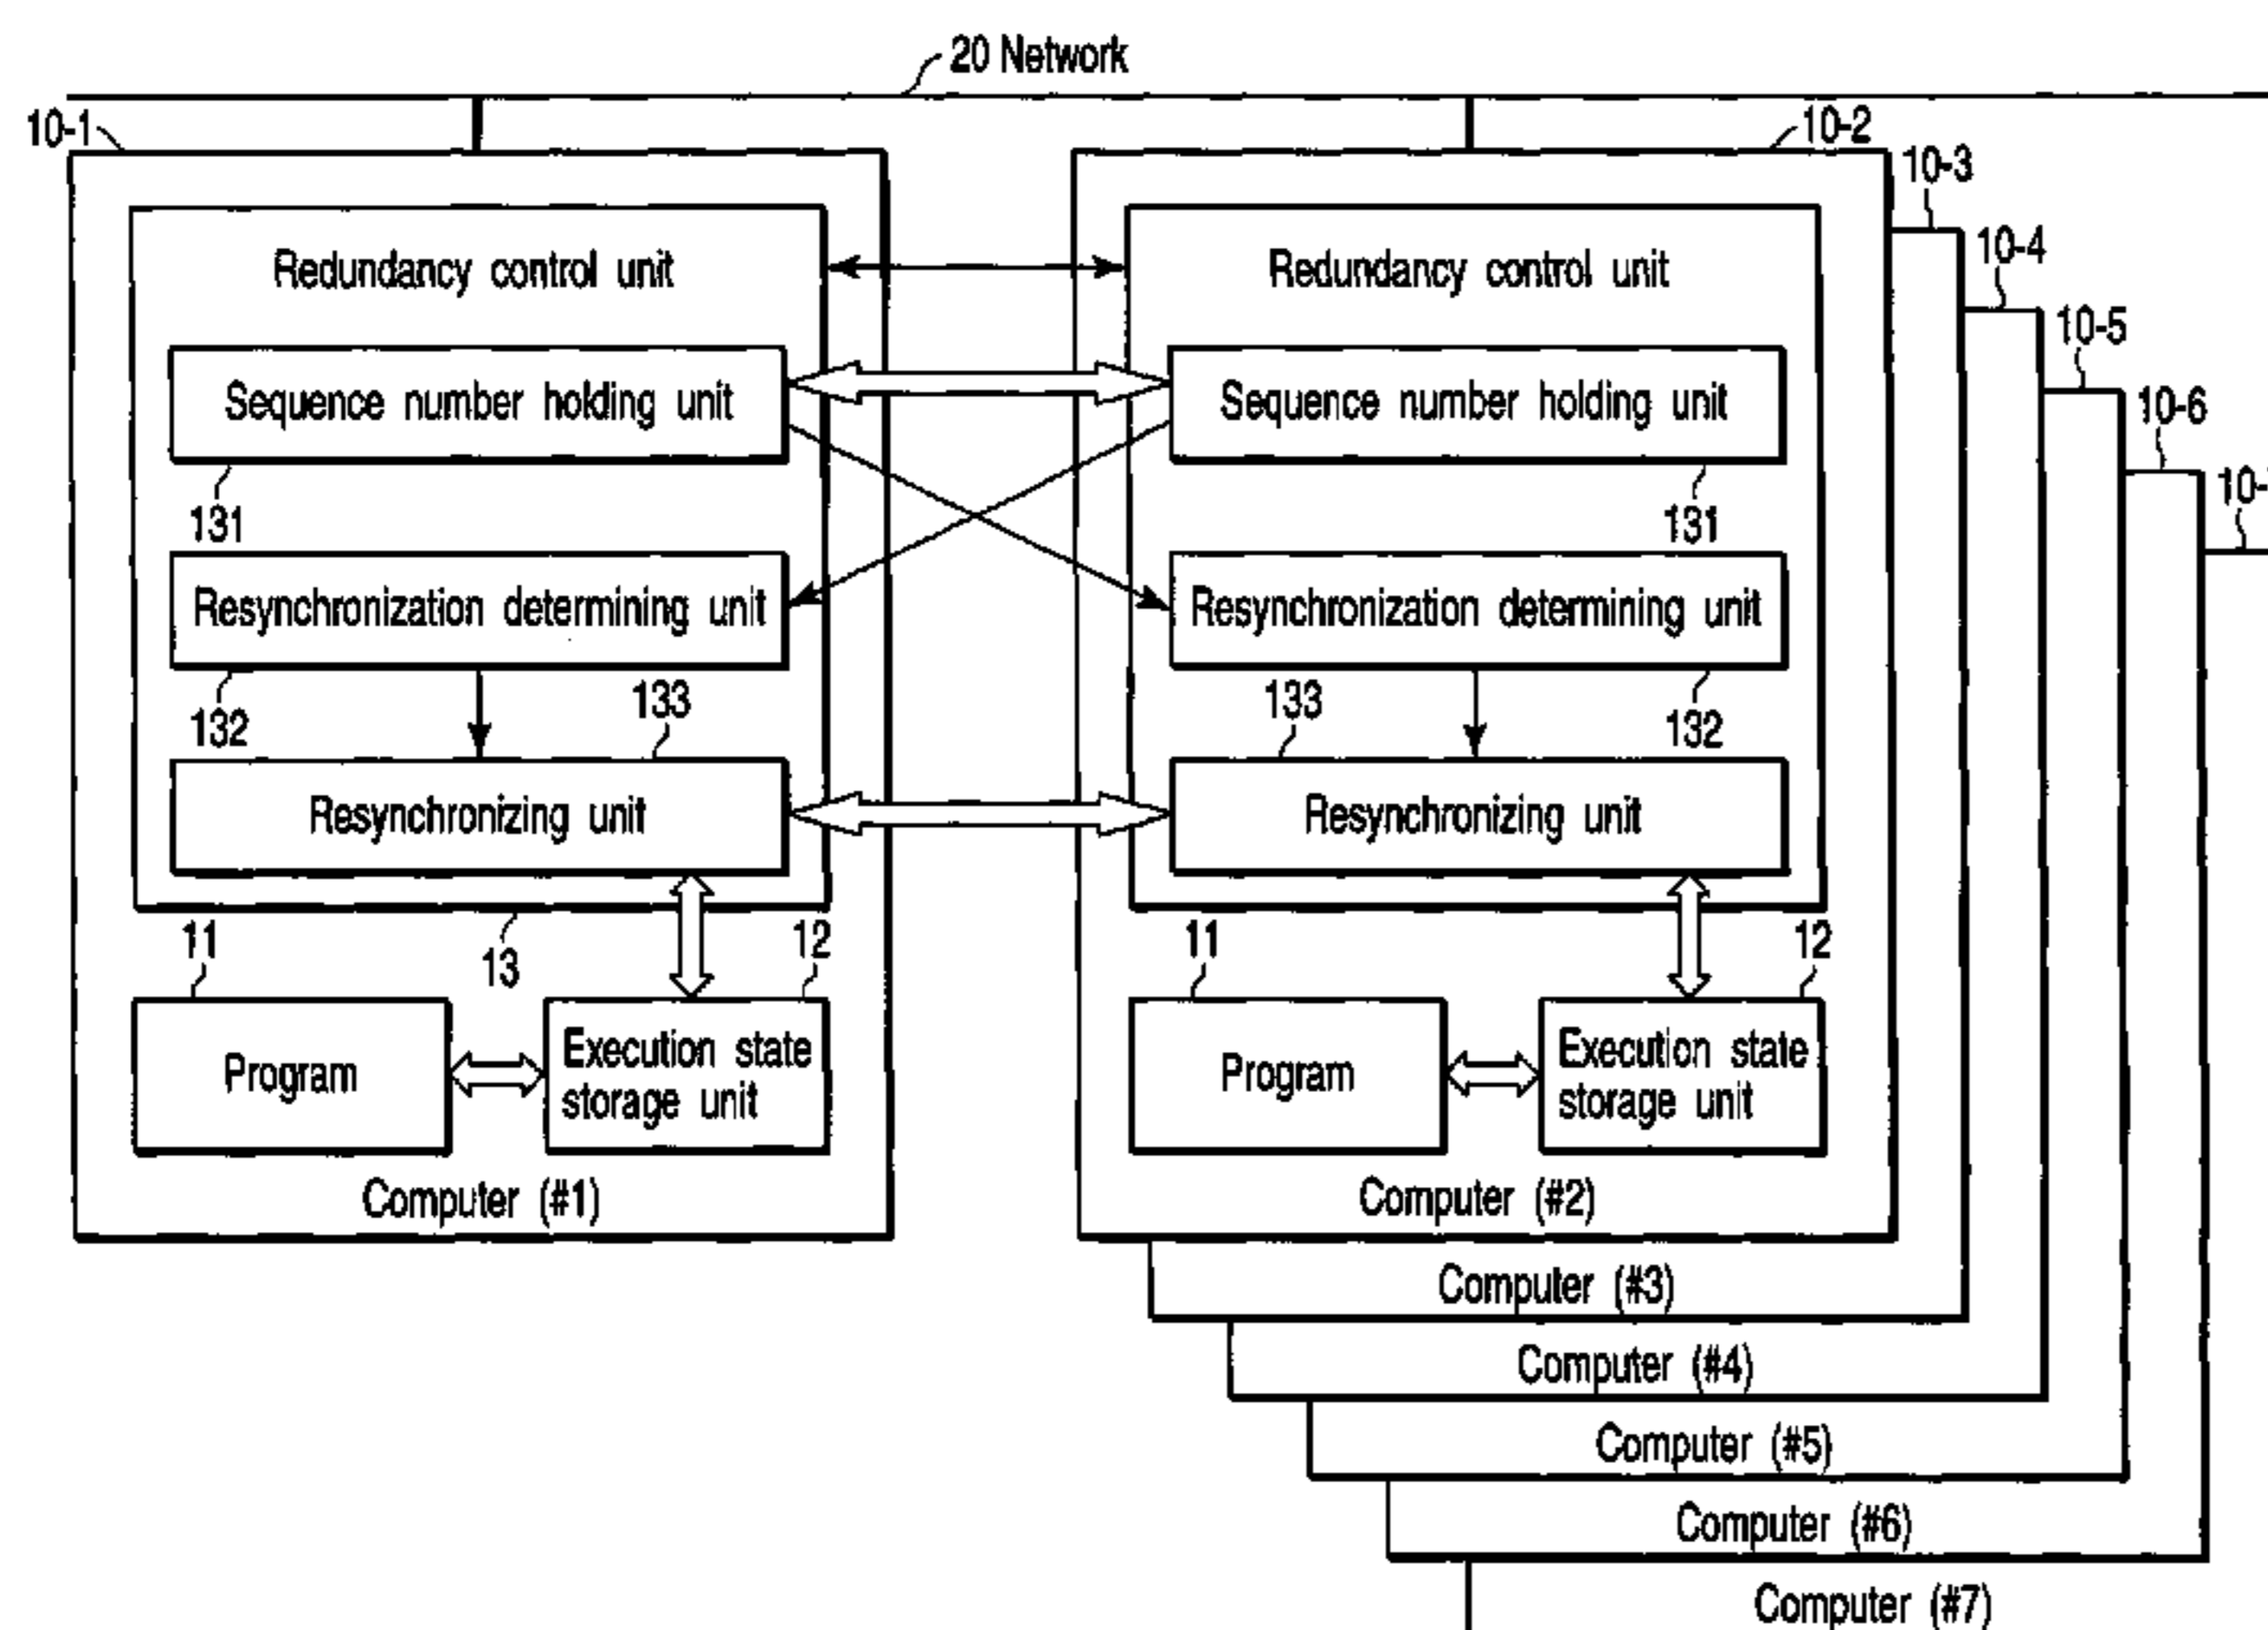 20 Network
10-1
10-2
10-3
10-4
10-5
10-6
10-
Redundancy control unit
Redundancy control unit
Sequence number holding unit
Sequence number holding unit
131
131
Resynchronization determining unit
Resynchronization determining unit
132
133
133
132
Resynchronizing unit
Resynchronizing unit
11
13
12
11
12
Program
Execution state
storage unit
Program
Execution state
storage unit
Computer (#1)
Computer (#2)
Computer (#3)
Computer (#4)
Computer (#5)
Computer (#6)
Computer (#7)